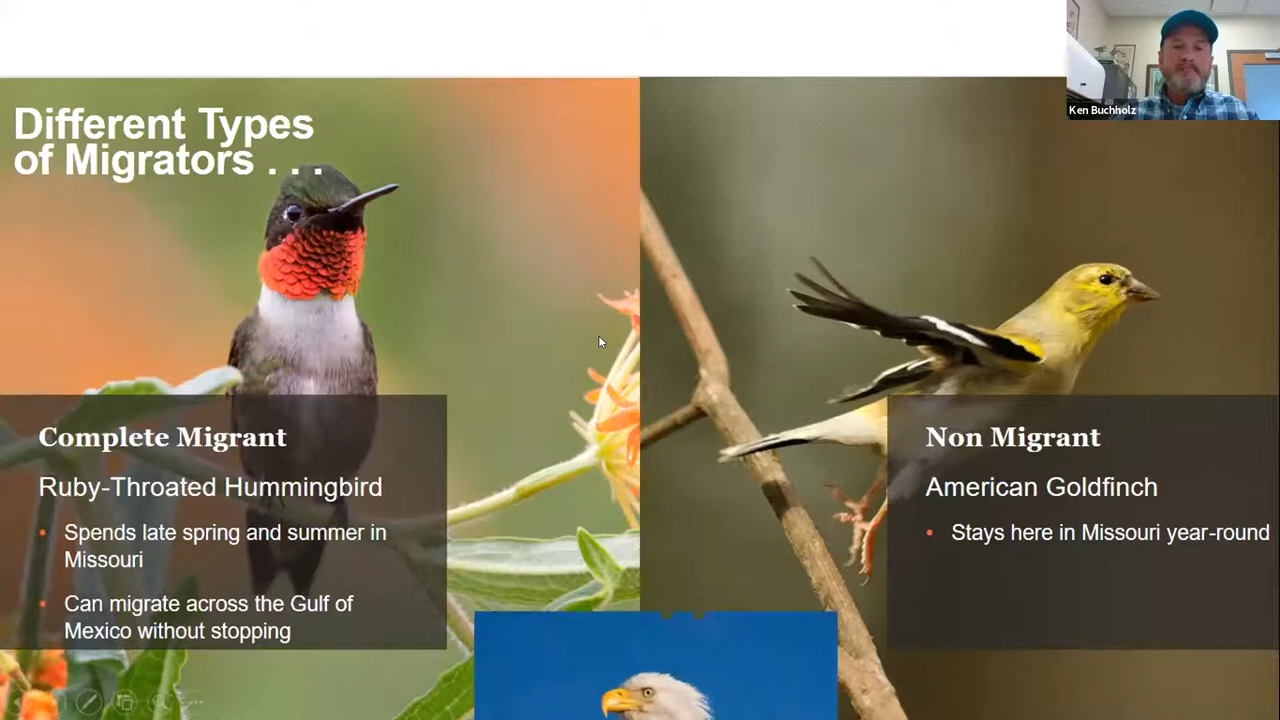 Ken Buchholz
Different Types
of Migrators . . .
Complete Migrant
Ruby-Throated Hummingbird
• Spends late spring and summer in
Missouri
• Can migrate across the Gulf of
Mexico without stopping
Non Migrant
American Goldfinch
• Stays here in Missouri year-round